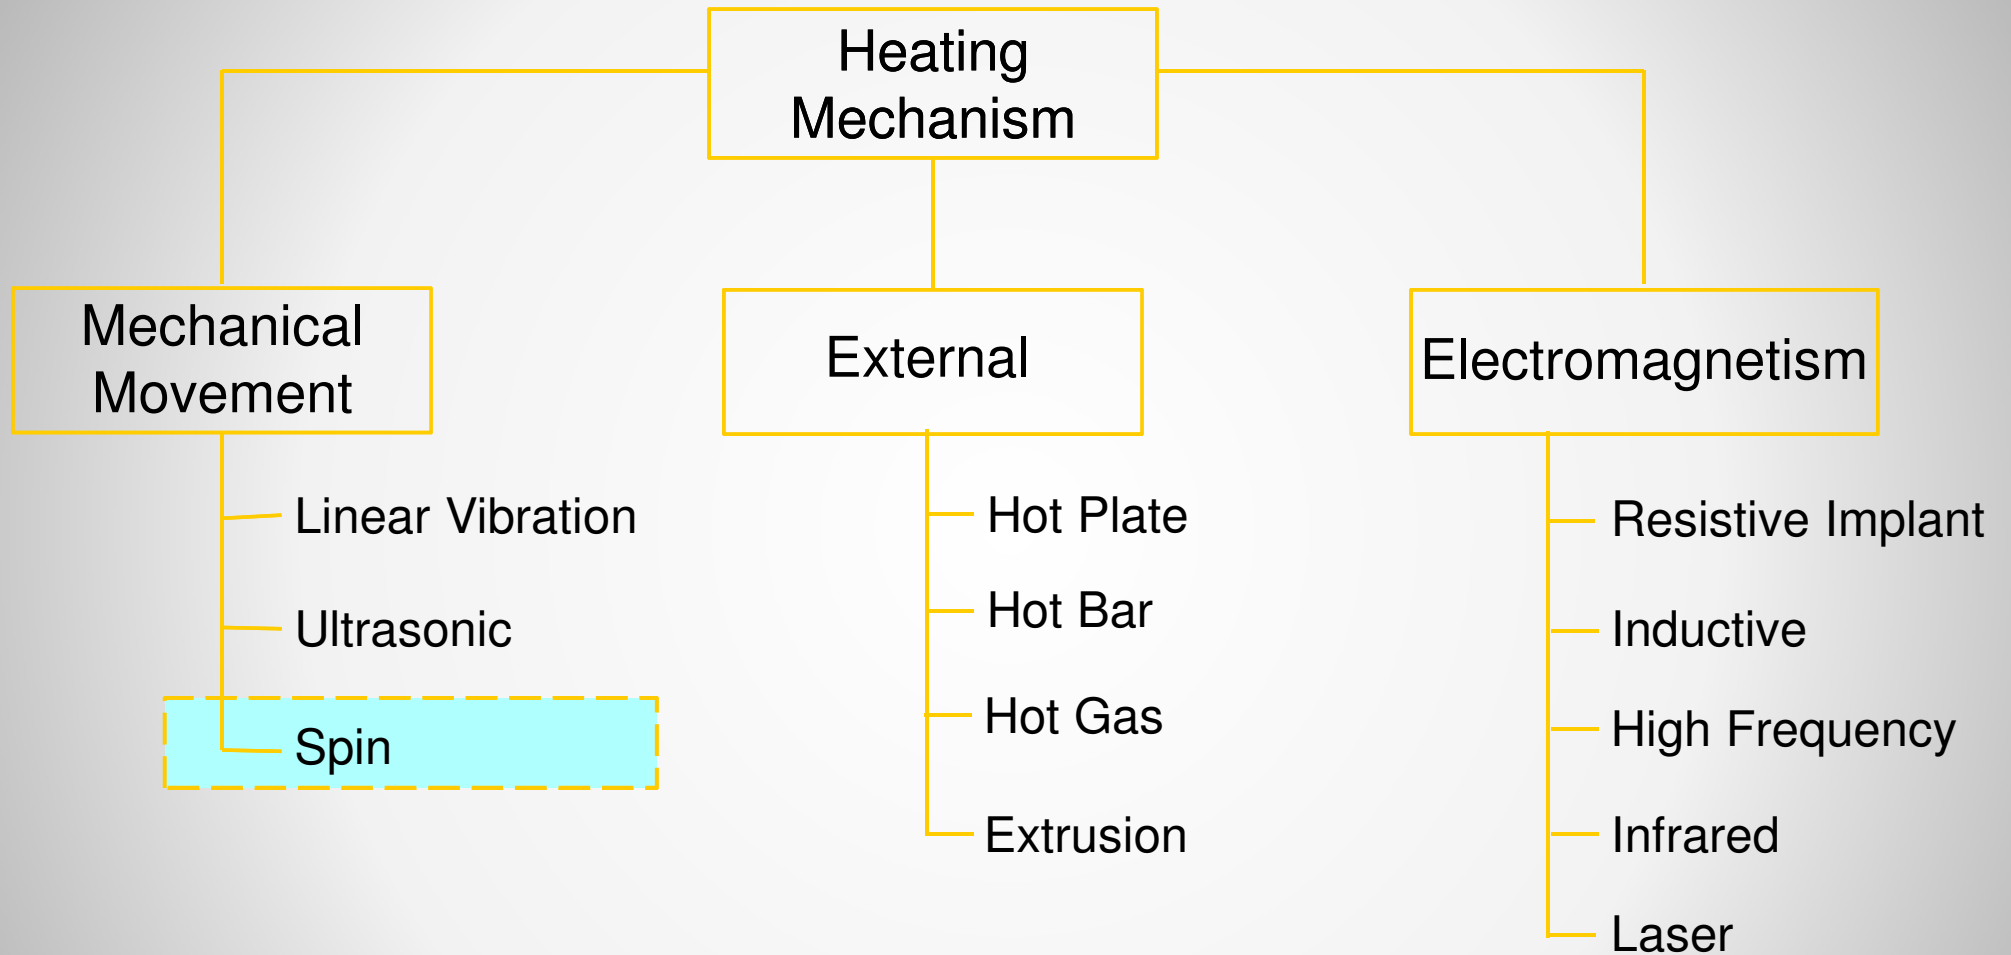 Heating
Mechanism
Mechanical
Movement
Linear Vibration
Ultrasonic
Spin
External
Hot Plate
Hot Bar
Hot Gas
Extrusion
Electromagnetism
Resistive Implant
Inductive
High Frequency
Infrared
Laser